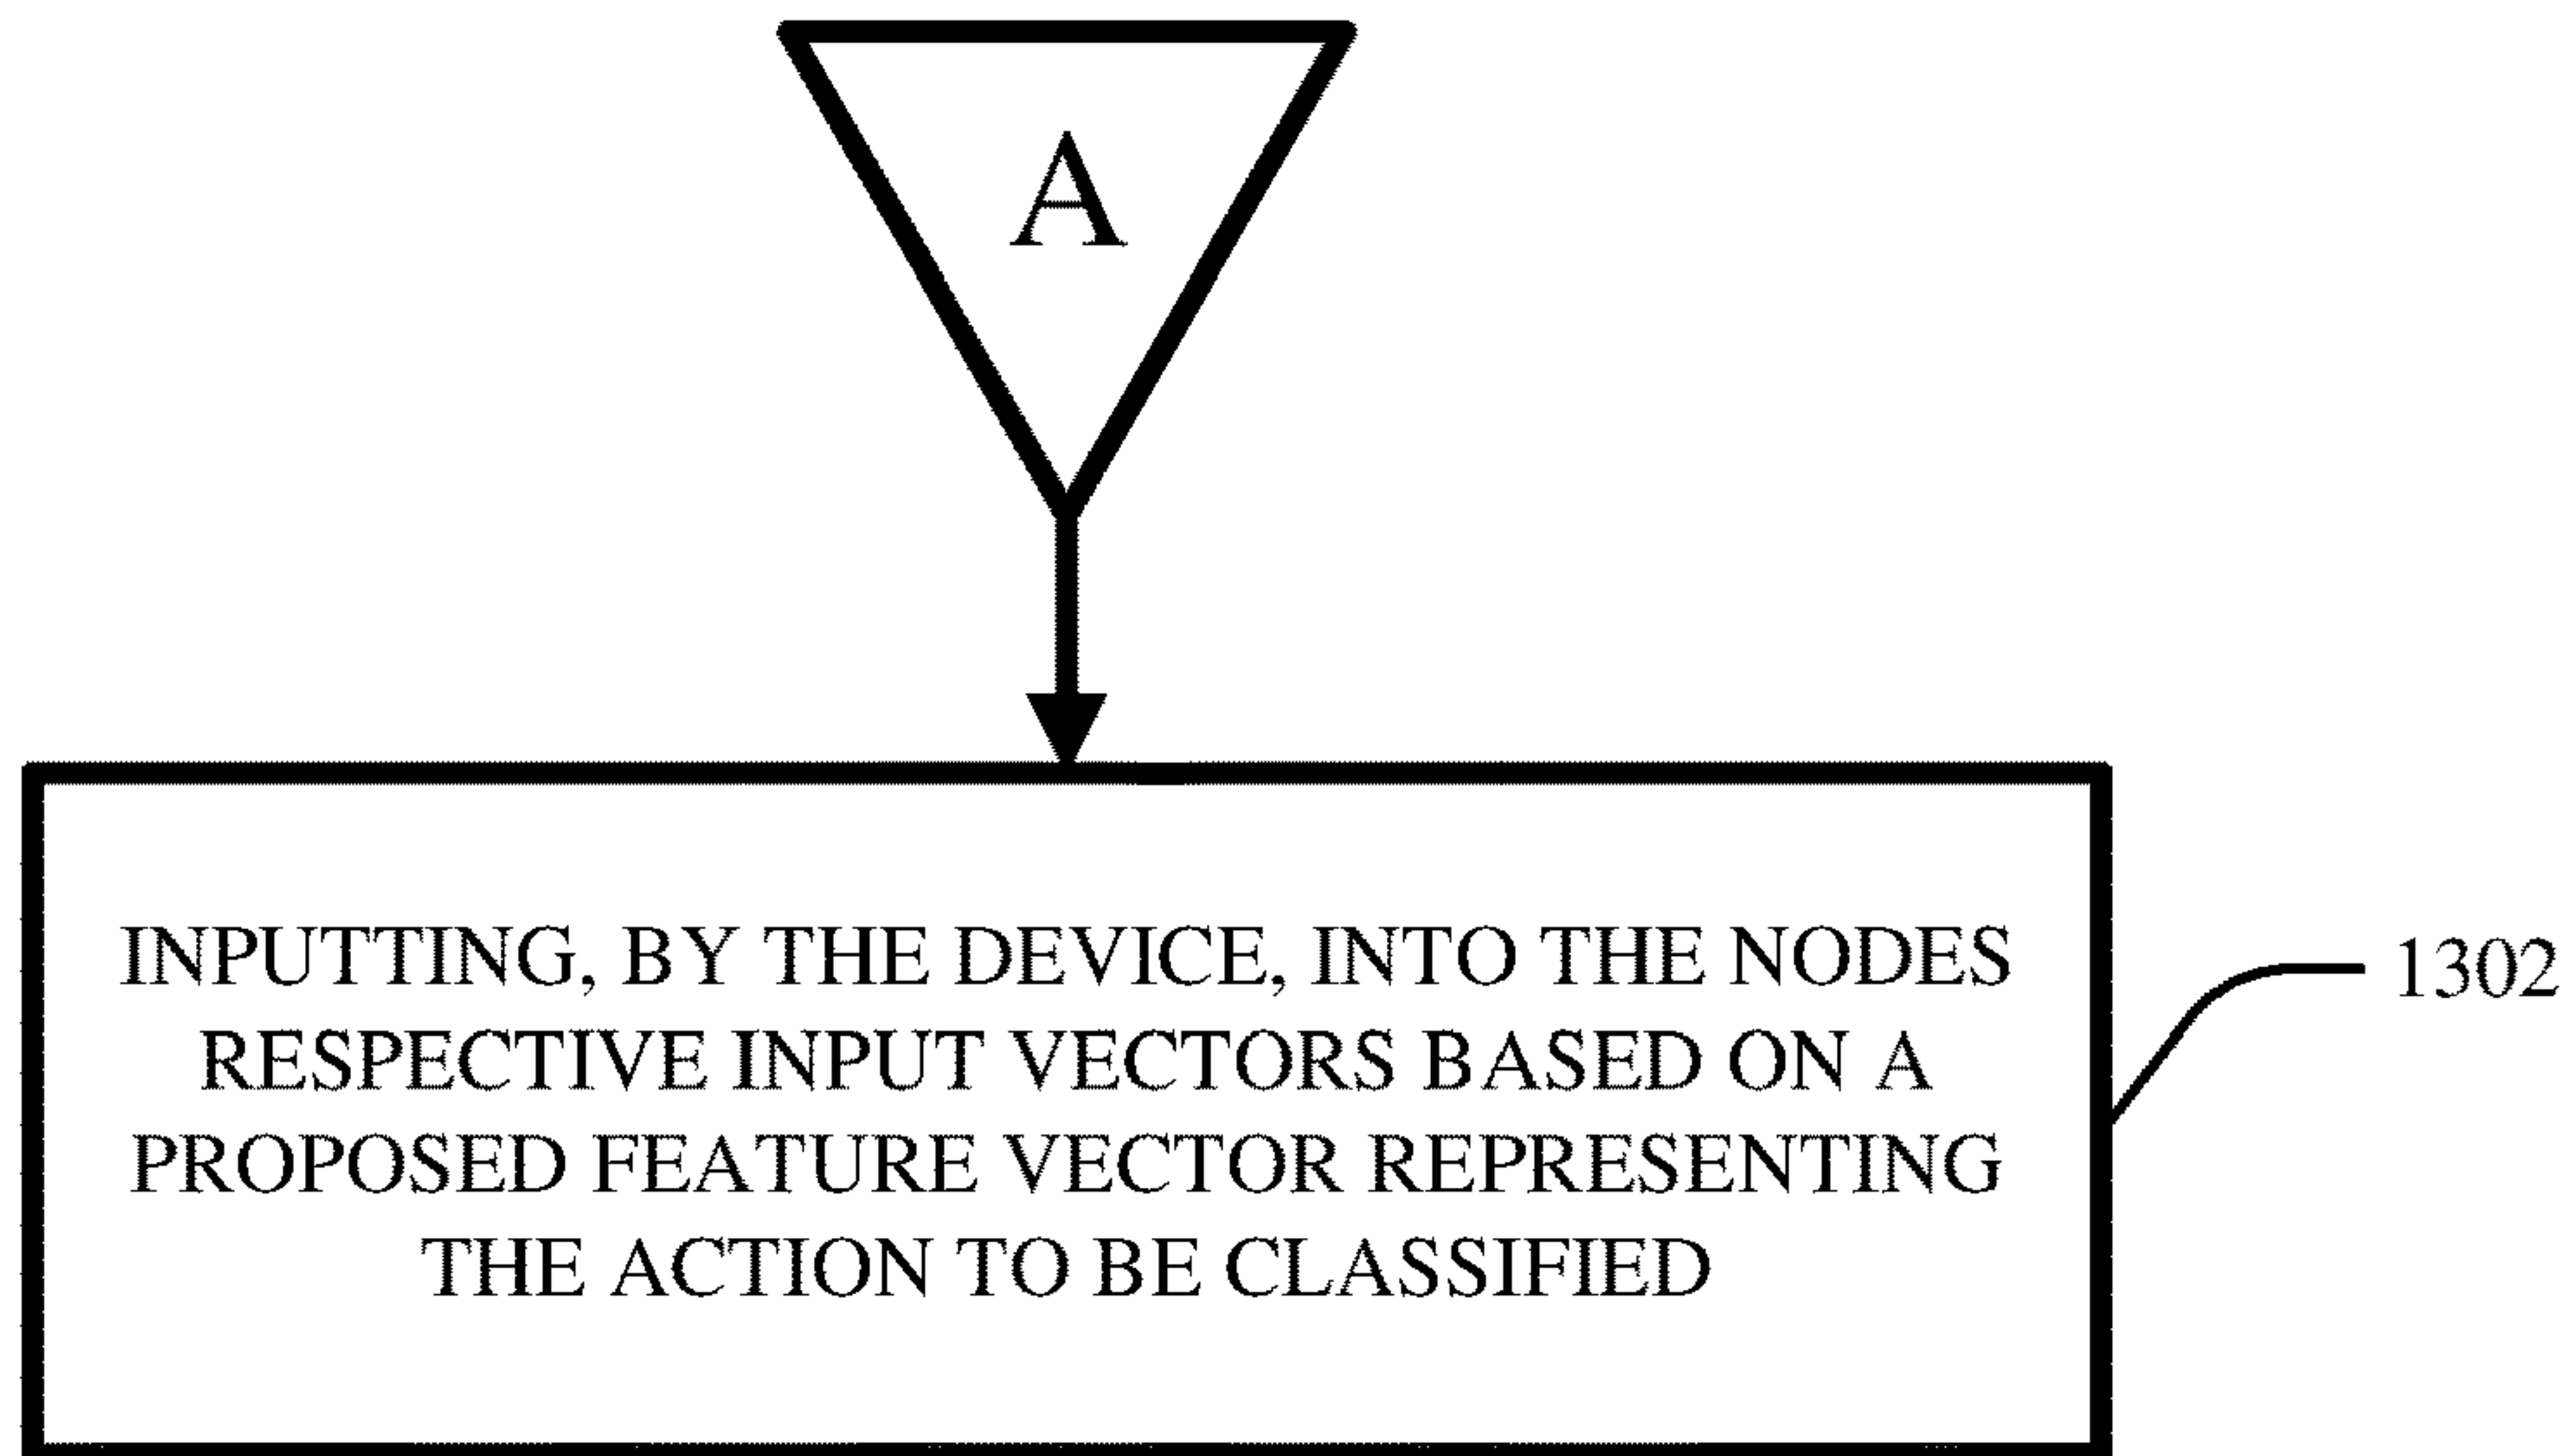 A
INPUTTING, BY THE DEVICE, INTO THE NODES
RESPECTIVE INPUT VECTORS BASED ON A
PROPOSED FEATURE VECTOR REPRESENTING
THE ACTION TO BE CLASSIFIED
1302